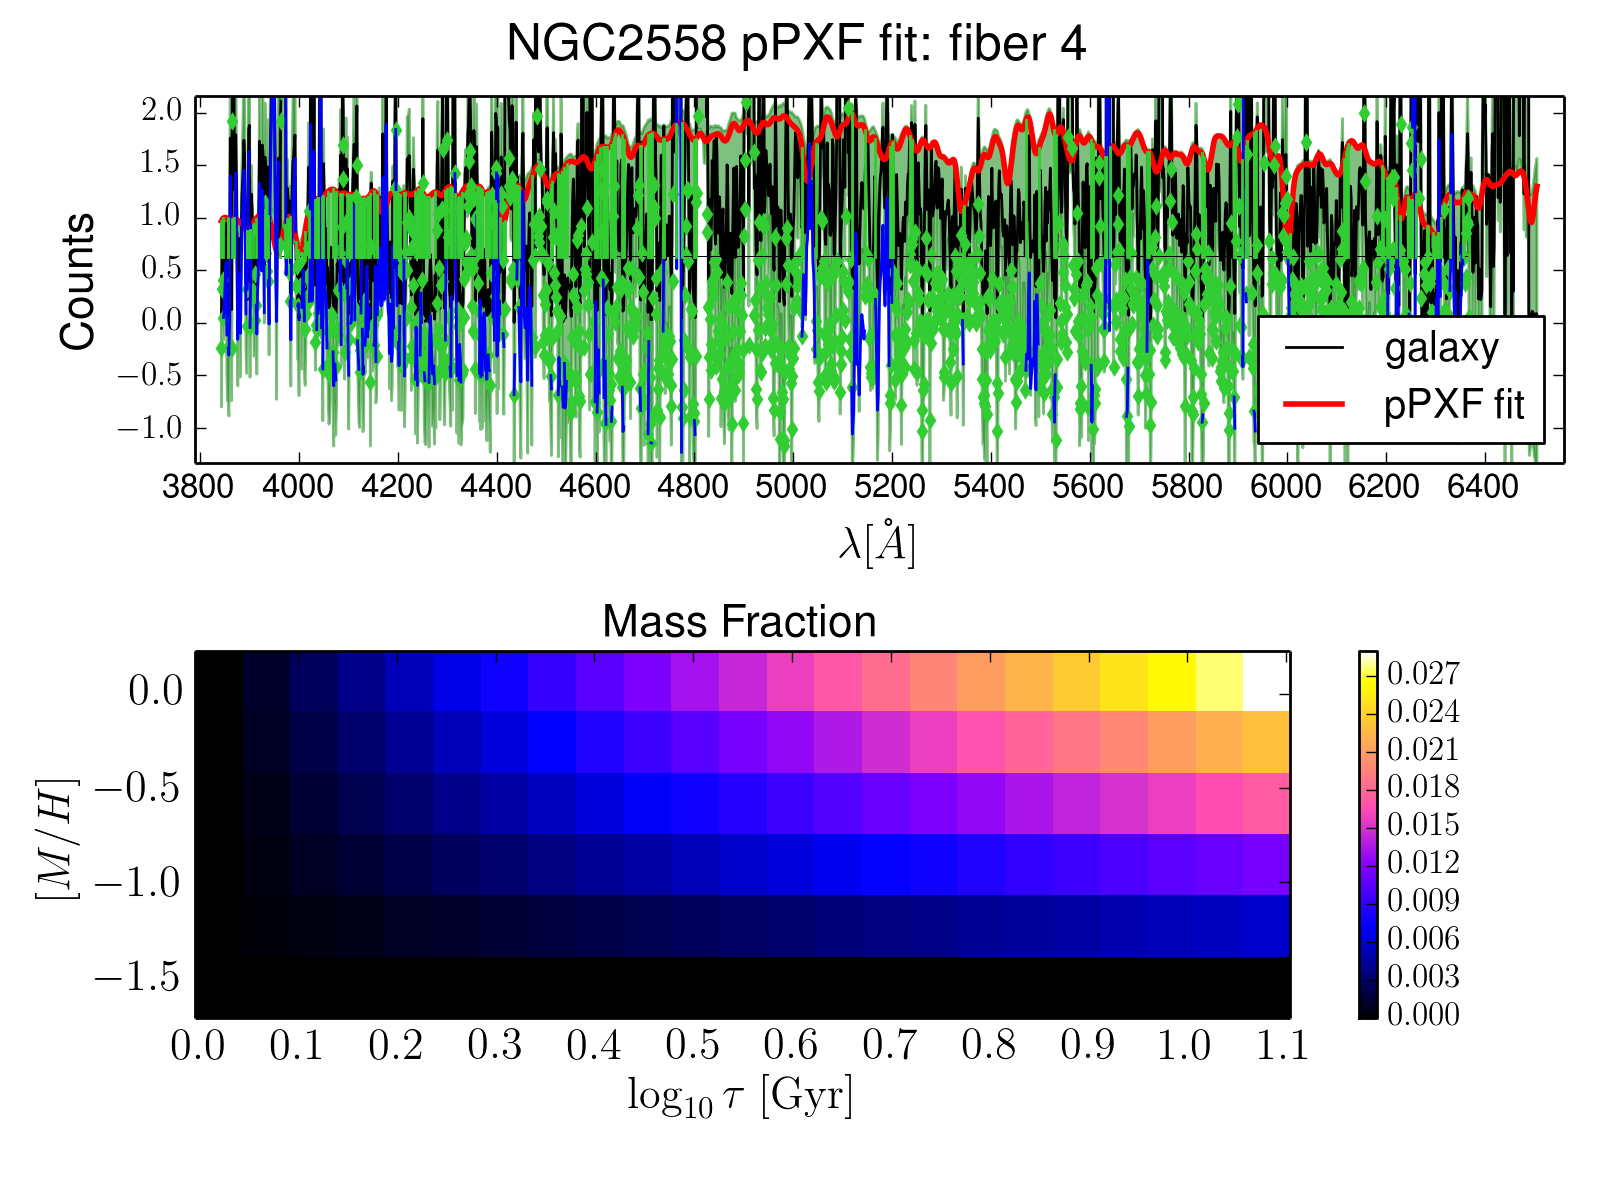 NGC2558 pPXF fit: fiber 4
2.0
1.5
1.0
0.5
0.0
−0.5
−1.0
Counts
3800 4000 4200 4400 4600 4800 5000 5200 5400 5600 5800 6000 6200 6400
λ[Å]
galaxy
pPXF fit
Mass Fraction
0.0
−0.5
−1.0
−1.5
[M/H]
0.0 0.1 0.2 0.3 0.4 0.5 0.6 0.7 0.8 0.9 1.0 1.1
log₁₀ τ [Gyr]
0.027
0.024
0.021
0.018
0.015
0.012
0.009
0.006
0.003
0.000